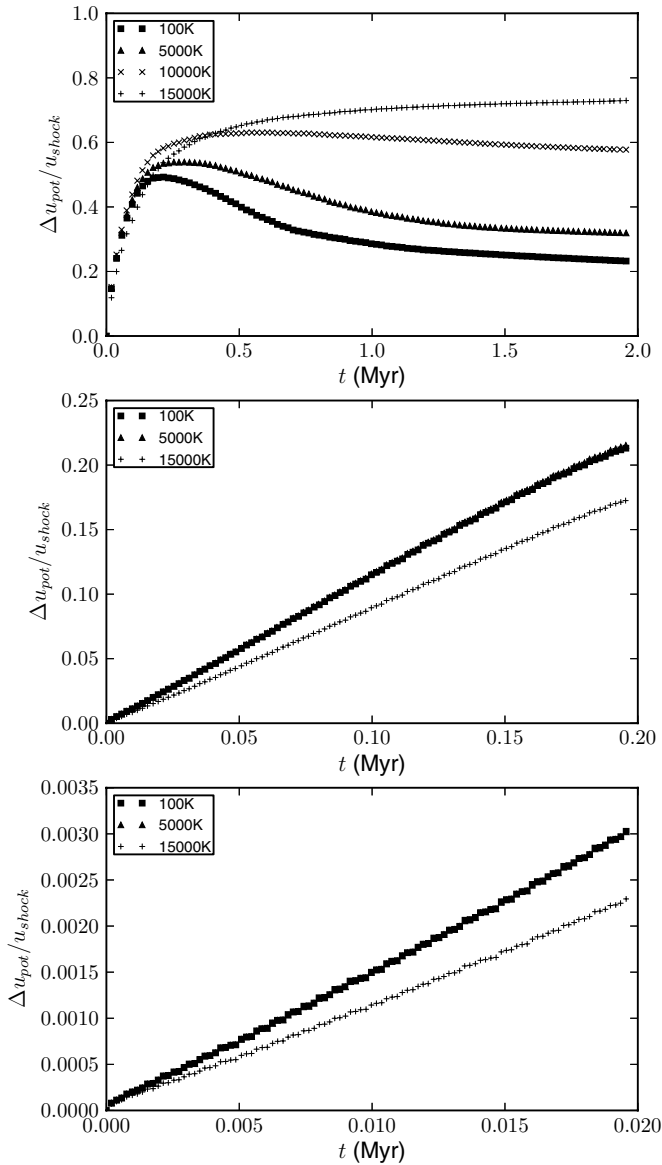 1.0
0.8
0.6
0.4
0.2
0.0
Δu_pot/u_shock
100K
5000K
10000K
15000K
0.0 0.5 1.0 1.5 2.0
t (Myr)
0.25
0.20
0.15
0.10
0.05
0.00
Δu_pot/u_shock
100K
5000K
15000K
0.00 0.05 0.10 0.15 0.20
t (Myr)
0.0035
0.0030
0.0025
0.0020
0.0015
0.0010
0.0005
0.0000
Δu_pot/u_shock
100K
5000K
15000K
0.000 0.005 0.010 0.015 0.020
t (Myr)